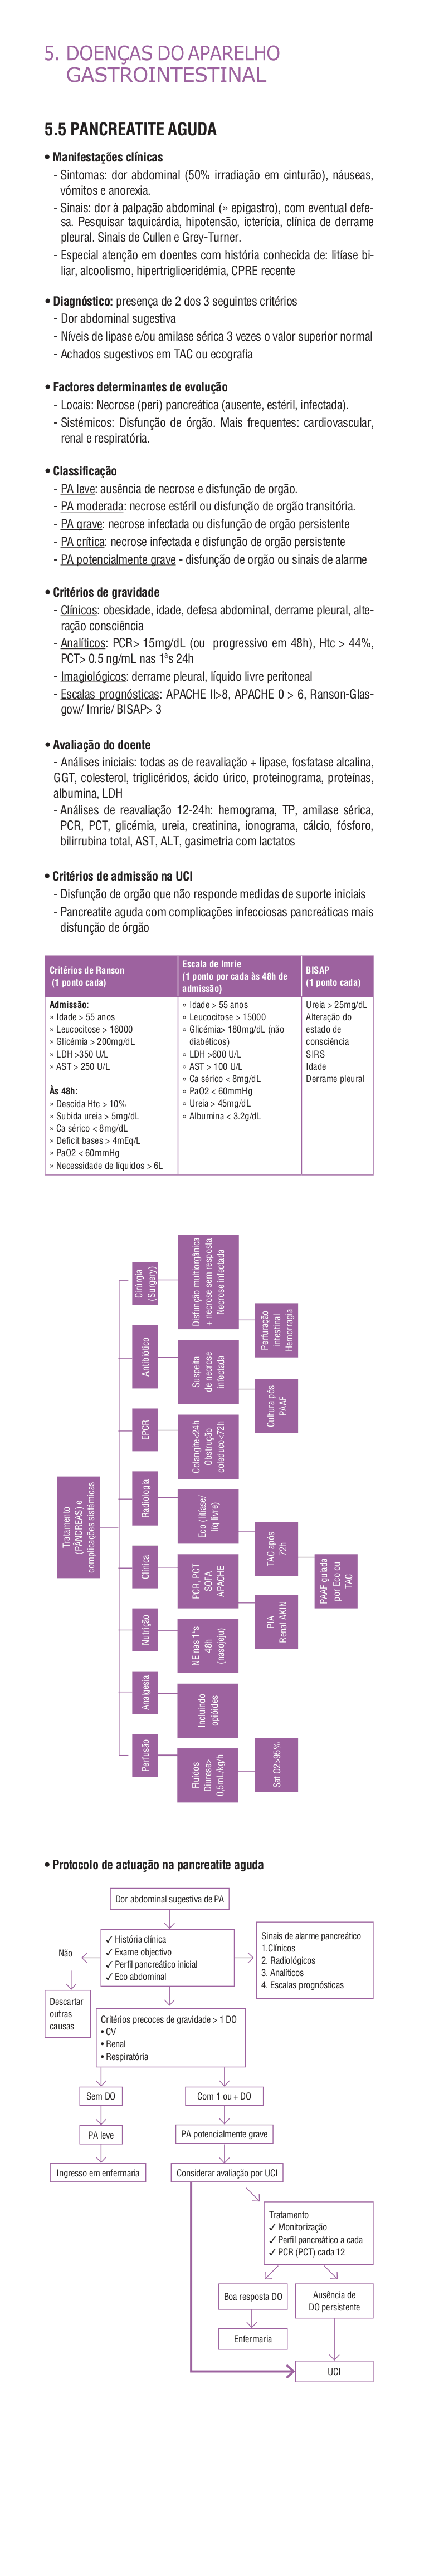 5. DOENÇAS DO APARELHO
GASTROINTESTINAL
5.5 PANCREATITE AGUDA
• Manifestações clínicas
- Sintomas: dor abdominal (50% irradiação em cinturão), náuseas,
vómitos e anorexia.
- Sinais: dor à palpação abdominal (» epigastro), com eventual defe-
sa. Pesquisar taquicárdia, hipotensão, icterícia, clínica de derrame
pleural. Sinais de Cullen e Grey-Turner.
- Especial atenção em doentes com história conhecida de: litíase bi-
liar, alcoolismo, hipertrigliceridémia, CPRE recente
• Diagnóstico: presença de 2 dos 3 seguintes critérios
- Dor abdominal sugestiva
- Níveis de lipase e/ou amilase sérica 3 vezes o valor superior normal
- Achados sugestivos em TAC ou ecografia
• Factores determinantes de evolução
- Locais: Necrose (peri) pancreática (ausente, estéril, infectada).
- Sistémicos: Disfunção de órgão. Mais frequentes: cardiovascular,
renal e respiratória.
• Classificação
- PA leve: ausência de necrose e disfunção de orgão.
- PA moderada: necrose estéril ou disfunção de orgão transitória.
- PA grave: necrose infectada ou disfunção de orgão persistente
- PA crítica: necrose infectada e disfunção de orgão persistente
- PA potencialmente grave - disfunção de orgão ou sinais de alarme
• Critérios de gravidade
- Clínicos: obesidade, idade, defesa abdominal, derrame pleural, alte-
ração consciência
- Analíticos: PCR> 15mg/dL (ou progressivo em 48h), Htc > 44%,
PCT> 0.5 ng/mL nas 1ªs 24h
- Imagiológicos: derrame pleural, líquido livre peritoneal
- Escalas prognósticas: APACHE II>8, APACHE 0 > 6, Ranson-Glas-
gow/ Imrie/ BISAP> 3
• Avaliação do doente
- Análises iniciais: todas as de reavaliação + lipase, fosfatase alcalina,
GGT, colesterol, triglicéridos, ácido úrico, proteinograma, proteínas,
albumina, LDH
- Análises de reavaliação 12-24h: hemograma, TP, amilase sérica,
PCR, PCT, glicémia, ureia, creatinina, ionograma, cálcio, fósforo,
bilirrubina total, AST, ALT, gasimetria com lactatos
• Critérios de admissão na UCI
- Disfunção de orgão que não responde medidas de suporte iniciais
- Pancreatite aguda com complicações infecciosas pancreáticas mais
disfunção de órgão
Critérios de Ranson
(1 ponto cada)
Admissão:
» Idade > 55 anos
» Leucocitose > 16000
» Glicémia > 200mg/dL
» LDH >350 U/L
» AST > 250 U/L
Às 48h:
» Descida Htc > 10%
» Subida ureia > 5mg/dL
» Ca sérico < 8mg/dL
» Deficit bases > 4mEq/L
» PaO2 < 60mmHg
» Necessidade de líquidos > 6L
Escala de Imrie
(1 ponto por cada às 48h de
admissão)
» Idade > 55 anos
» Leucocitose > 15000
» Glicémia> 180mg/dL (não
diabéticos)
» LDH >600 U/L
» AST > 100 U/L
» Ca sérico < 8mg/dL
» PaO2 < 60mmHg
» Ureia > 45mg/dL
» Albumina < 3.2g/dL
BISAP
(1 ponto cada)
Ureia > 25mg/dL
Alteração do
estado de
consciência
SIRS
Idade
Derrame pleural
Tratamento
(PÂNCREAS) e
complicações sistémicas
Perfusão
Analgesia
Nutrição
Clínica
Radiologia
EPCR
Antibiótico
Cirúrgia
(Surgery)
Fluidos
Diurese>
0,5mL/kg/h
Incluindo
opióides
NE nas 1ªs
48h
(nasojeju)
PCR, PCT
SOFA
APACHE
Eco (litíase/
líq livre)
Colangite<24h
Obstrução
coleduco<72h
Suspeita
de necrose
infectada
Disfunção multiorgânica
+ necrose sem resposta
Necrose infectada
Sat O2>95%
PIA
Renal AKIN
TAC após
72h
Cultura pós
PAAF
Perfuração
intestinal
Hemorragia
PAAF guiada
por Eco ou
TAC
• Protocolo de actuação na pancreatite aguda
Dor abdominal sugestiva de PA
✓ História clínica
✓ Exame objectivo
✓ Perfil pancreático inicial
✓ Eco abdominal
Não
Descartar
outras
causas
Sinais de alarme pancreático
1.Clínicos
2. Radiológicos
3. Analíticos
4. Escalas prognósticas
Critérios precoces de gravidade > 1 DO
• CV
• Renal
• Respiratória
Sem DO
Com 1 ou + DO
PA leve
PA potencialmente grave
Ingresso em enfermaria
Considerar avaliação por UCI
Tratamento
✓ Monitorização
✓ Perfil pancreático a cada
✓ PCR (PCT) cada 12
Boa resposta DO
Ausência de
DO persistente
Enfermaria
UCI